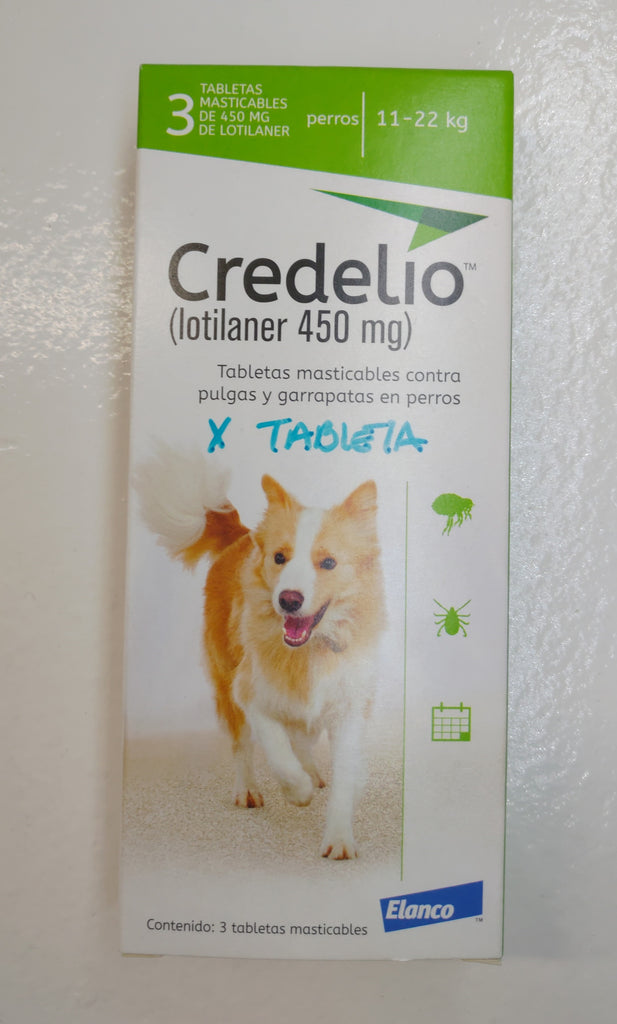 3
TABLETAS
MASTICABLES
DE 450 MG
DE LOTILANER
perros
11-22 kg
Credelio™
(lotilaner 450 mg)
Tabletas masticables contra
pulgas y garrapatas en perros
X TABLETA
Contenido: 3 tabletas masticables
Elanco™